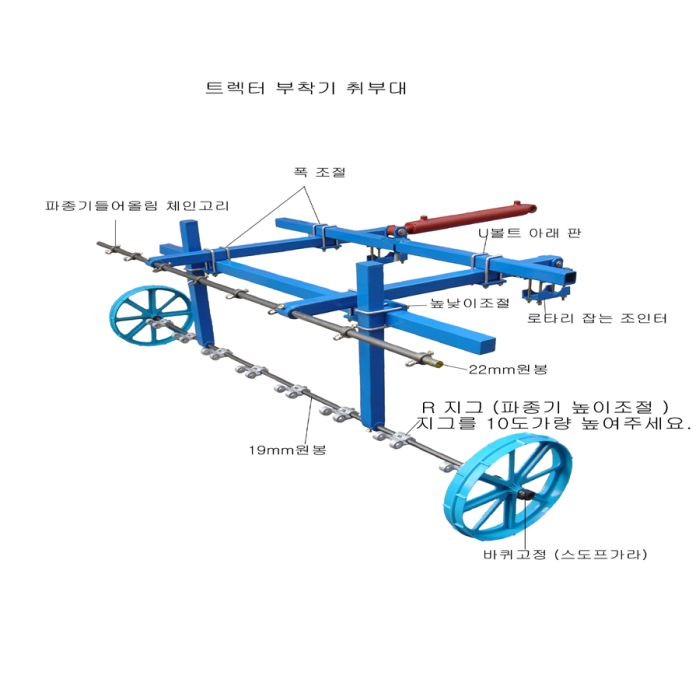 트렉터 부착기 취부대
폭 조절
파종기들어올림 체인고리
U볼트 아래 판
높낮이조절
로타리 잡는 조인터
22mm원봉
R 지그 (파종기 높이조절 )
지그를 10도가량 높여주세요.
19mm원봉
바퀴고정 (스도프가라)